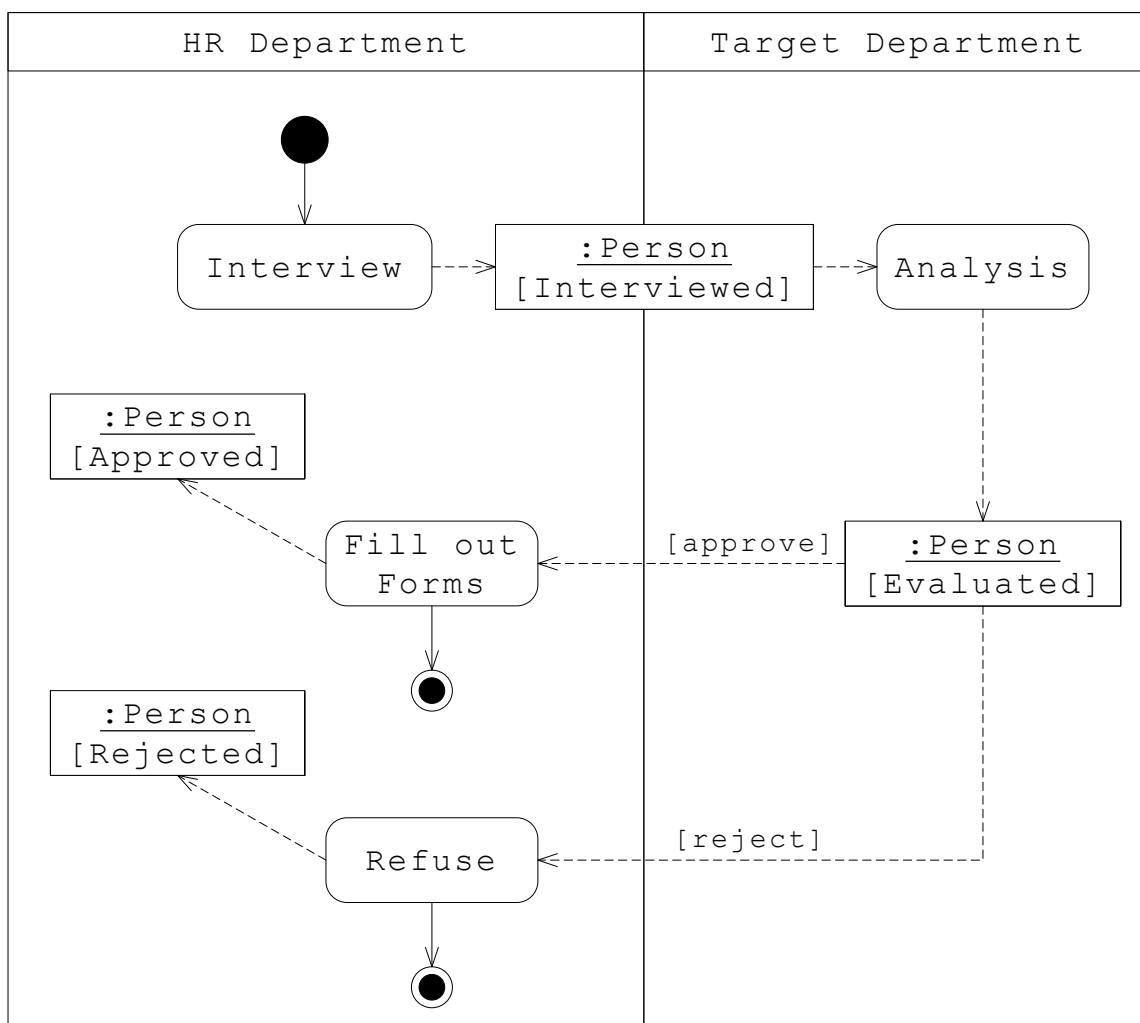 HR Department
Target Department
Interview
:Person
[Interviewed]
Analysis
:Person
[Approved]
Fill out
Forms
[approve]
:Person
[Evaluated]
:Person
[Rejected]
Refuse
[reject]